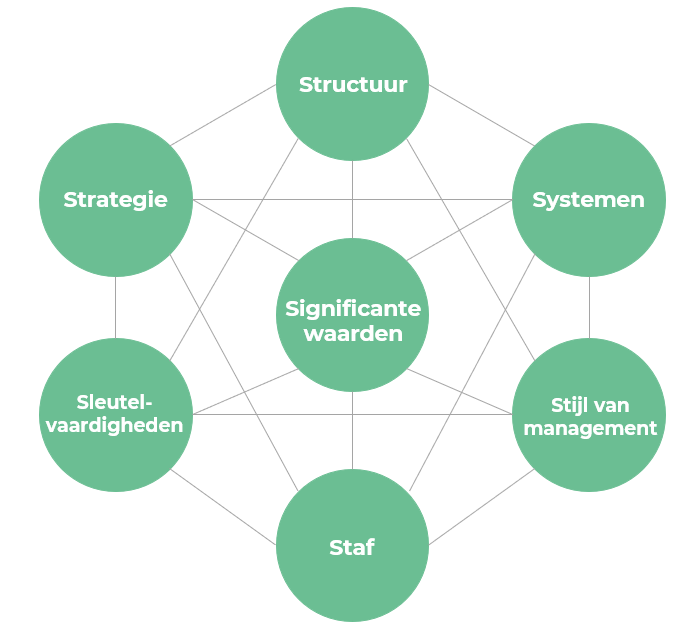 Structuur
Strategie
Systemen
Significante
waarden
Sleutel-
vaardigheden
Stijl van
management
Staf